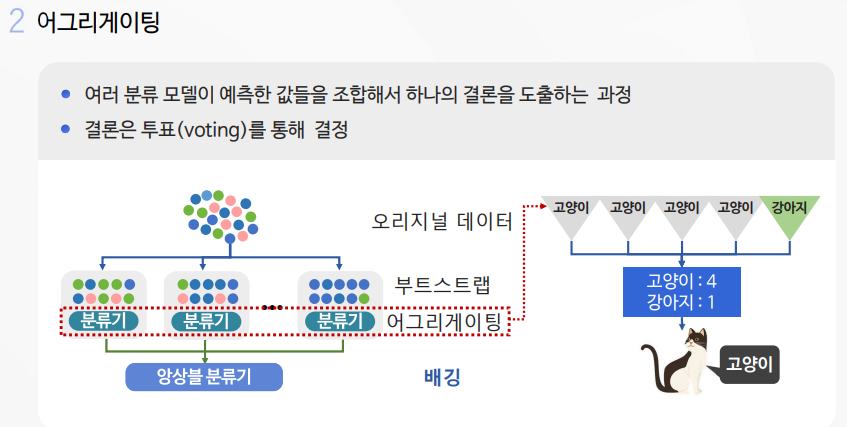 2 어그리게이팅
여러 분류 모델이 예측한 값들을 조합해서 하나의 결론을 도출하는 과정
결론은 투표(voting)를 통해 결정
오리지널 데이터
부트스트랩
분류기 분류기 분류기 어그리게이팅
앙상블 분류기
배깅
고양이 고양이 고양이 고양이 강아지
고양이 : 4
강아지 : 1
고양이